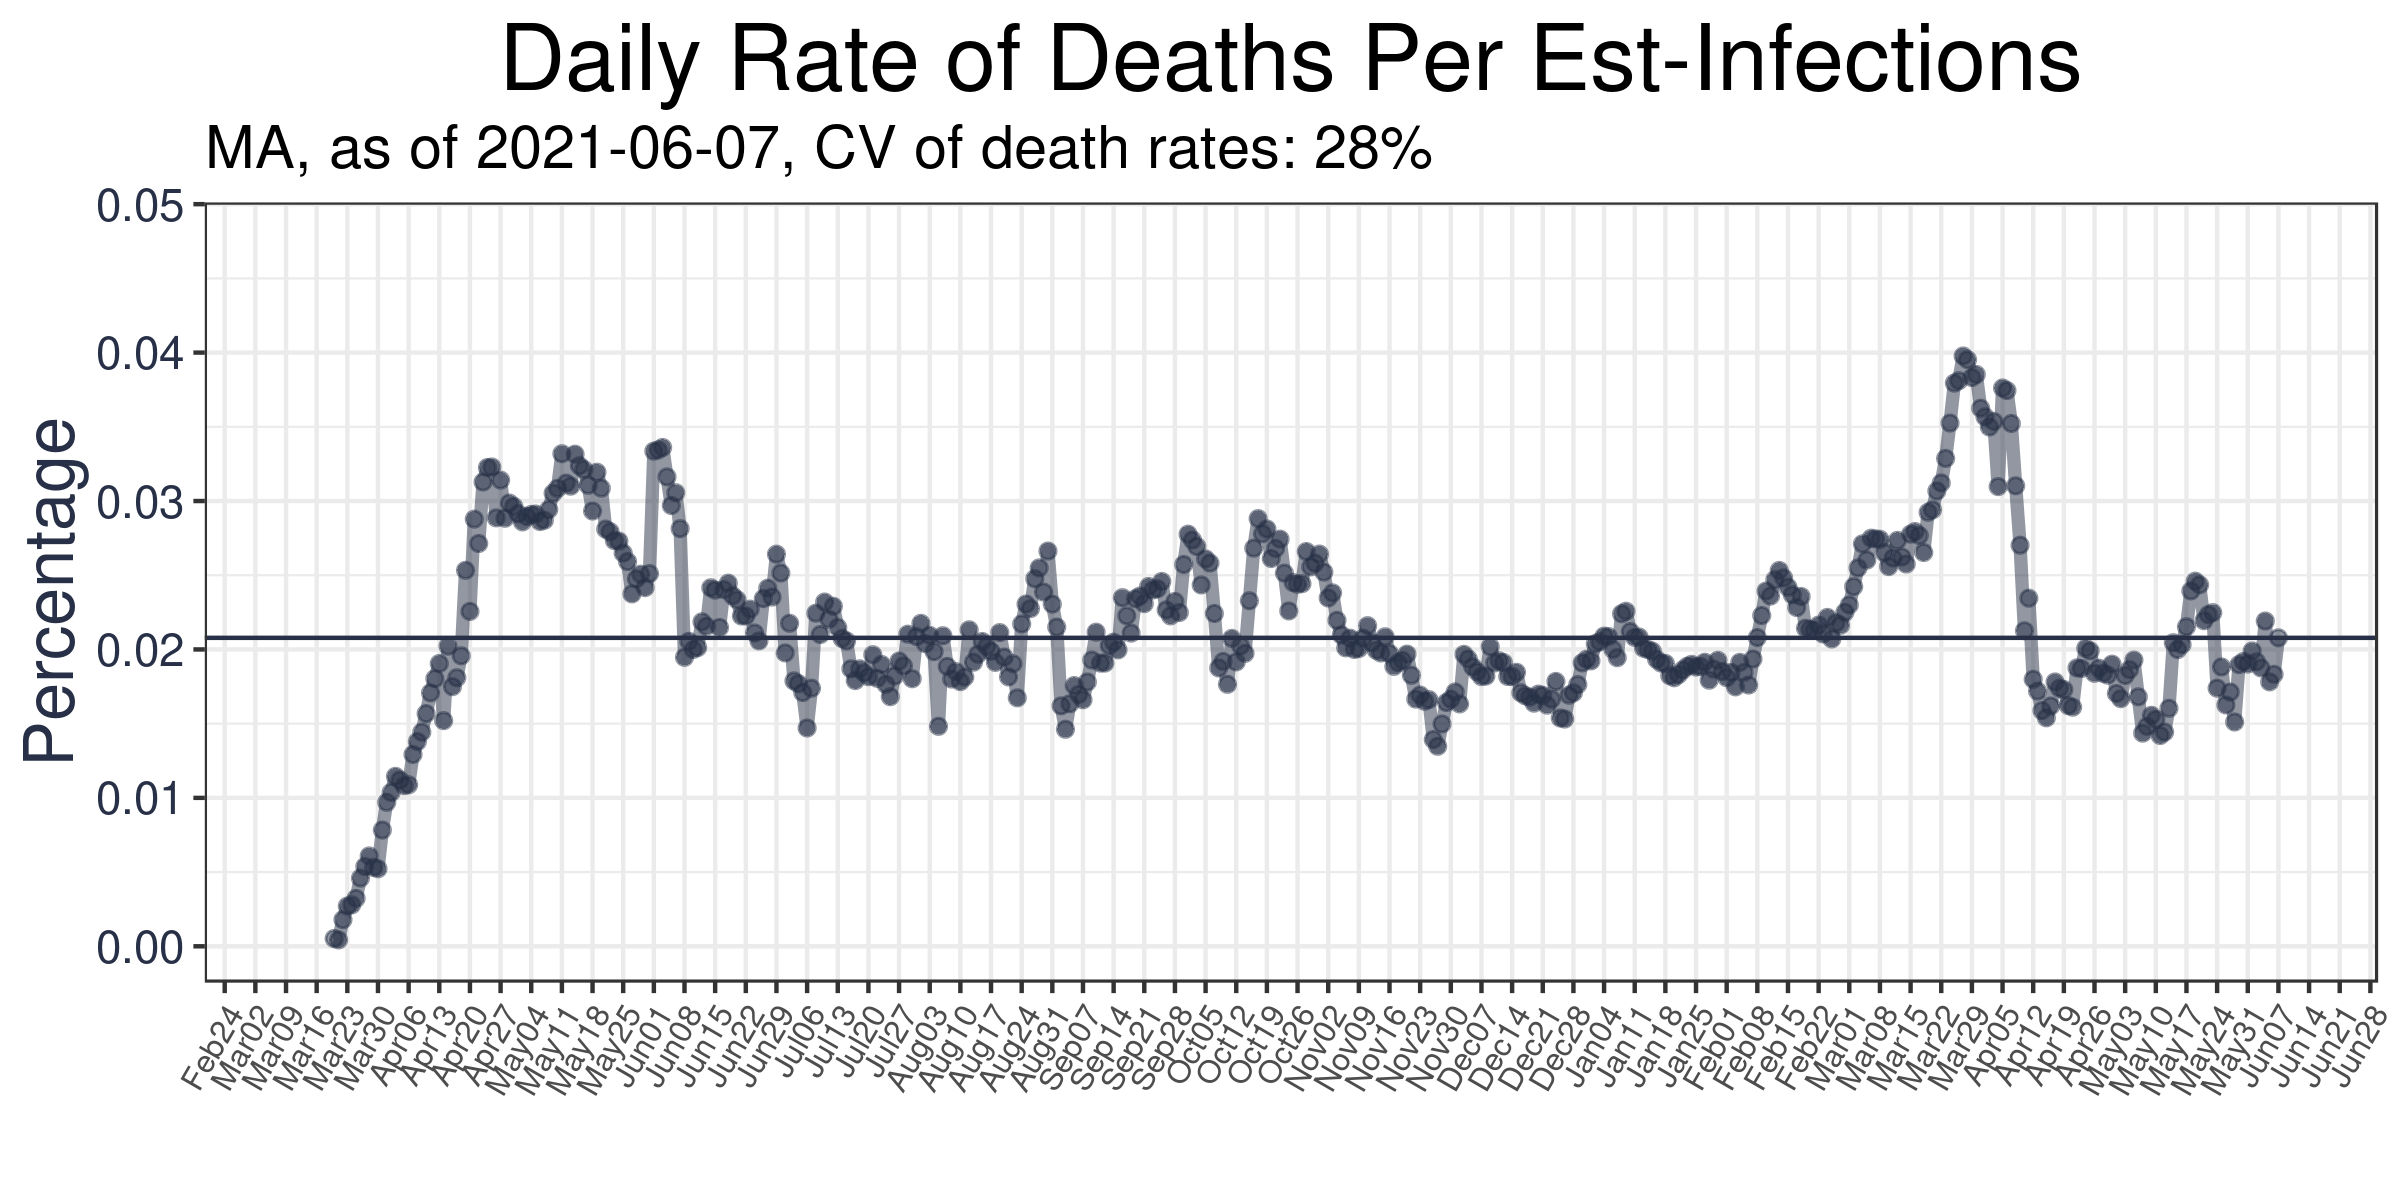 Daily Rate of Deaths Per Est-Infections
MA, as of 2021-06-07, CV of death rates: 28%
Percentage
0.05
0.04
0.03
0.02
0.01
0.00
Feb24
Mar02
Mar09
Mar16
Mar23
Mar30
Apr06
Apr13
Apr20
Apr27
May04
May11
May18
May25
Jun01
Jun08
Jun15
Jun22
Jun29
Jul06
Jul13
Jul20
Jul27
Aug03
Aug10
Aug17
Aug24
Aug31
Sep07
Sep14
Sep21
Sep28
Oct05
Oct12
Oct19
Oct26
Nov02
Nov09
Nov16
Nov23
Nov30
Dec07
Dec14
Dec21
Dec28
Jan04
Jan11
Jan18
Jan25
Feb01
Feb08
Feb15
Feb22
Mar01
Mar08
Mar15
Mar22
Mar29
Apr05
Apr12
Apr19
Apr26
May03
May10
May17
May24
May31
Jun07
Jun14
Jun21
Jun28